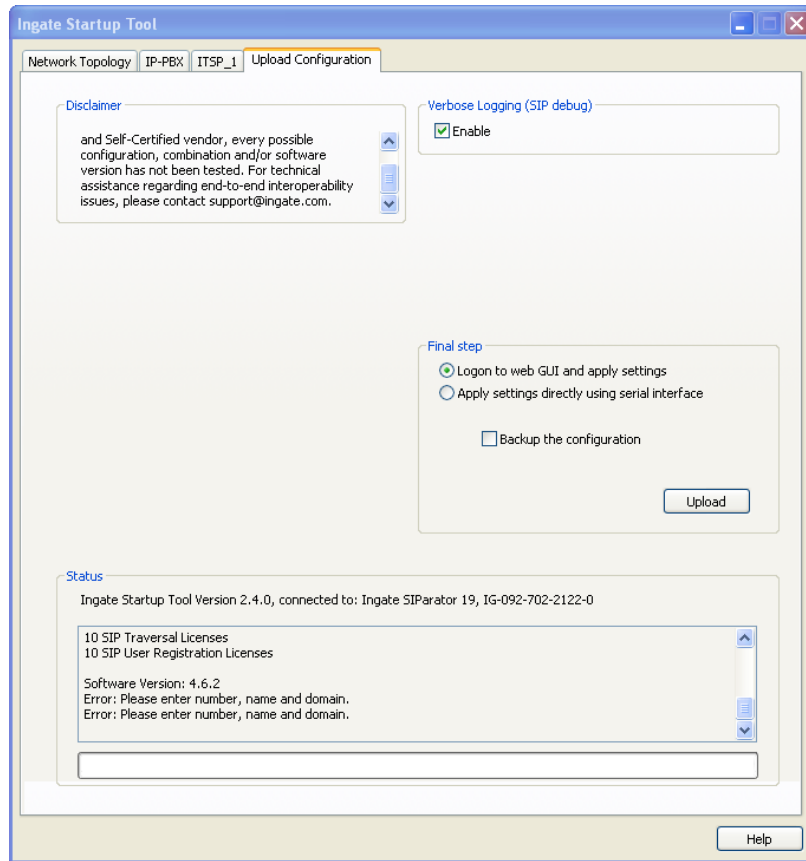 Ingate Startup Tool
Network Topology
IP-PBX
ITSP_1
Upload Configuration
Disclaimer
and Self-Certified vendor, every possible
configuration, combination and/or software
version has not been tested. For technical
assistance regarding end-to-end interoperability
issues, please contact support@ingate.com.
Verbose Logging (SIP debug)
Enable
Final step
Logon to web GUI and apply settings
Apply settings directly using serial interface
Backup the configuration
Upload
Status
Ingate Startup Tool Version 2.4.0, connected to: Ingate SIParator 19, IG-092-702-2122-0
10 SIP Traversal Licenses
10 SIP User Registration Licenses
Software Version: 4.6.2
Error: Please enter number, name and domain.
Error: Please enter number, name and domain.
Help